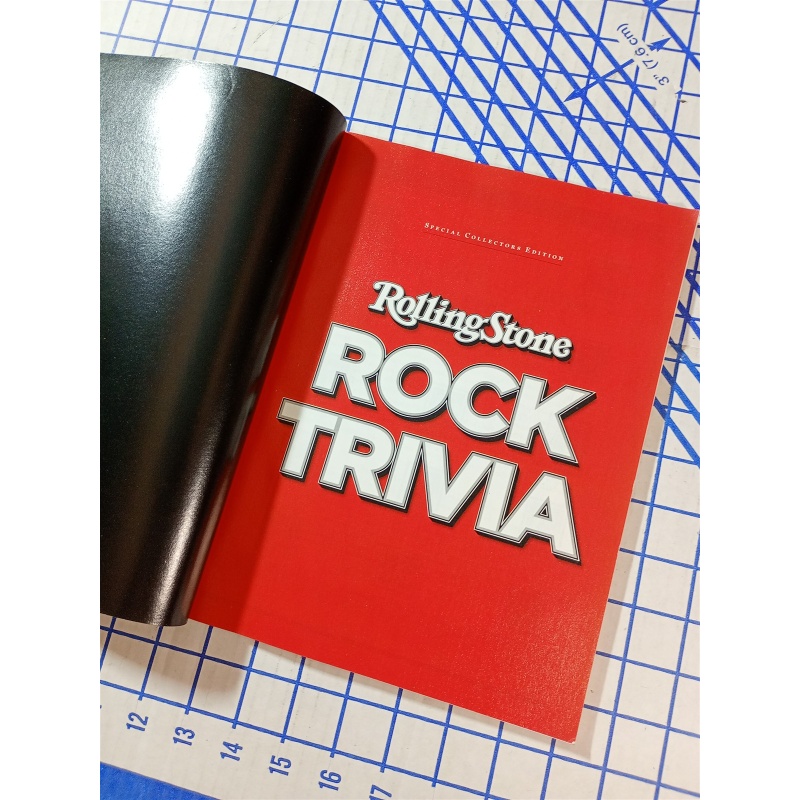 3" (7.6 cm)
SPECIAL COLLECTORS EDITION
RollingStone
ROCK
TRIVIA
12 13 14 15 16 17